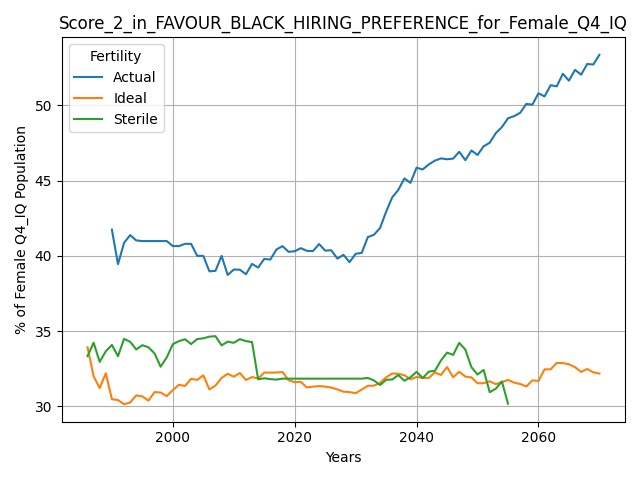 Score_2_in_FAVOUR_BLACK_HIRING_PREFERENCE_for_Female_Q4_IQ
Fertility
Actual
Ideal
Sterile
% of Female Q4_IQ Population
50
45
40
35
30
2000
2020
2040
2060
Years